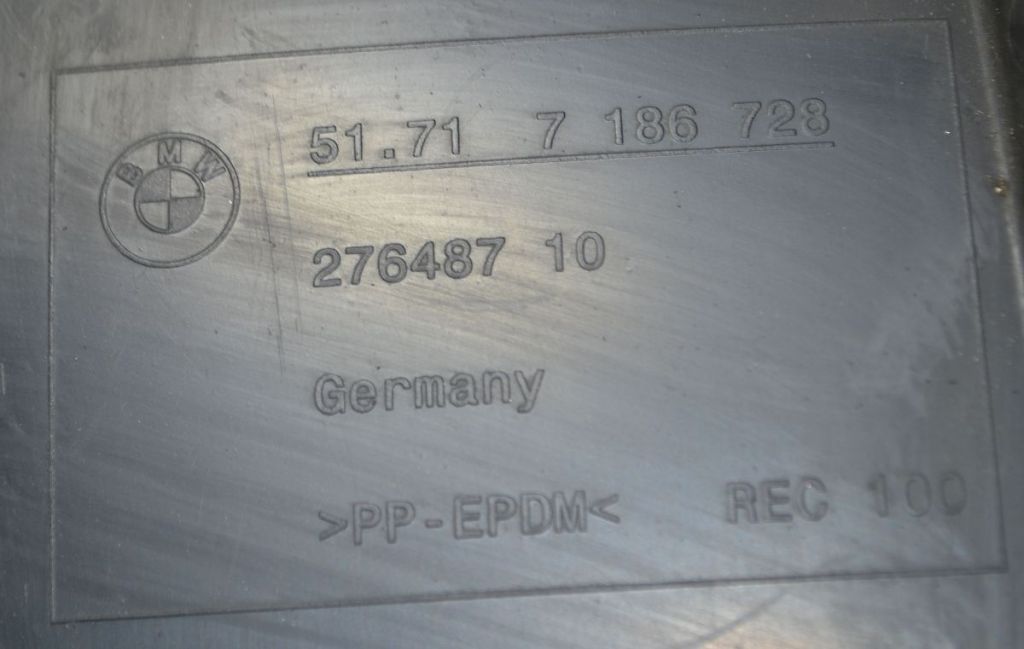 BMW
51.71 7 186 728
276487 10
Germany
>PP-EPDM< REC 100